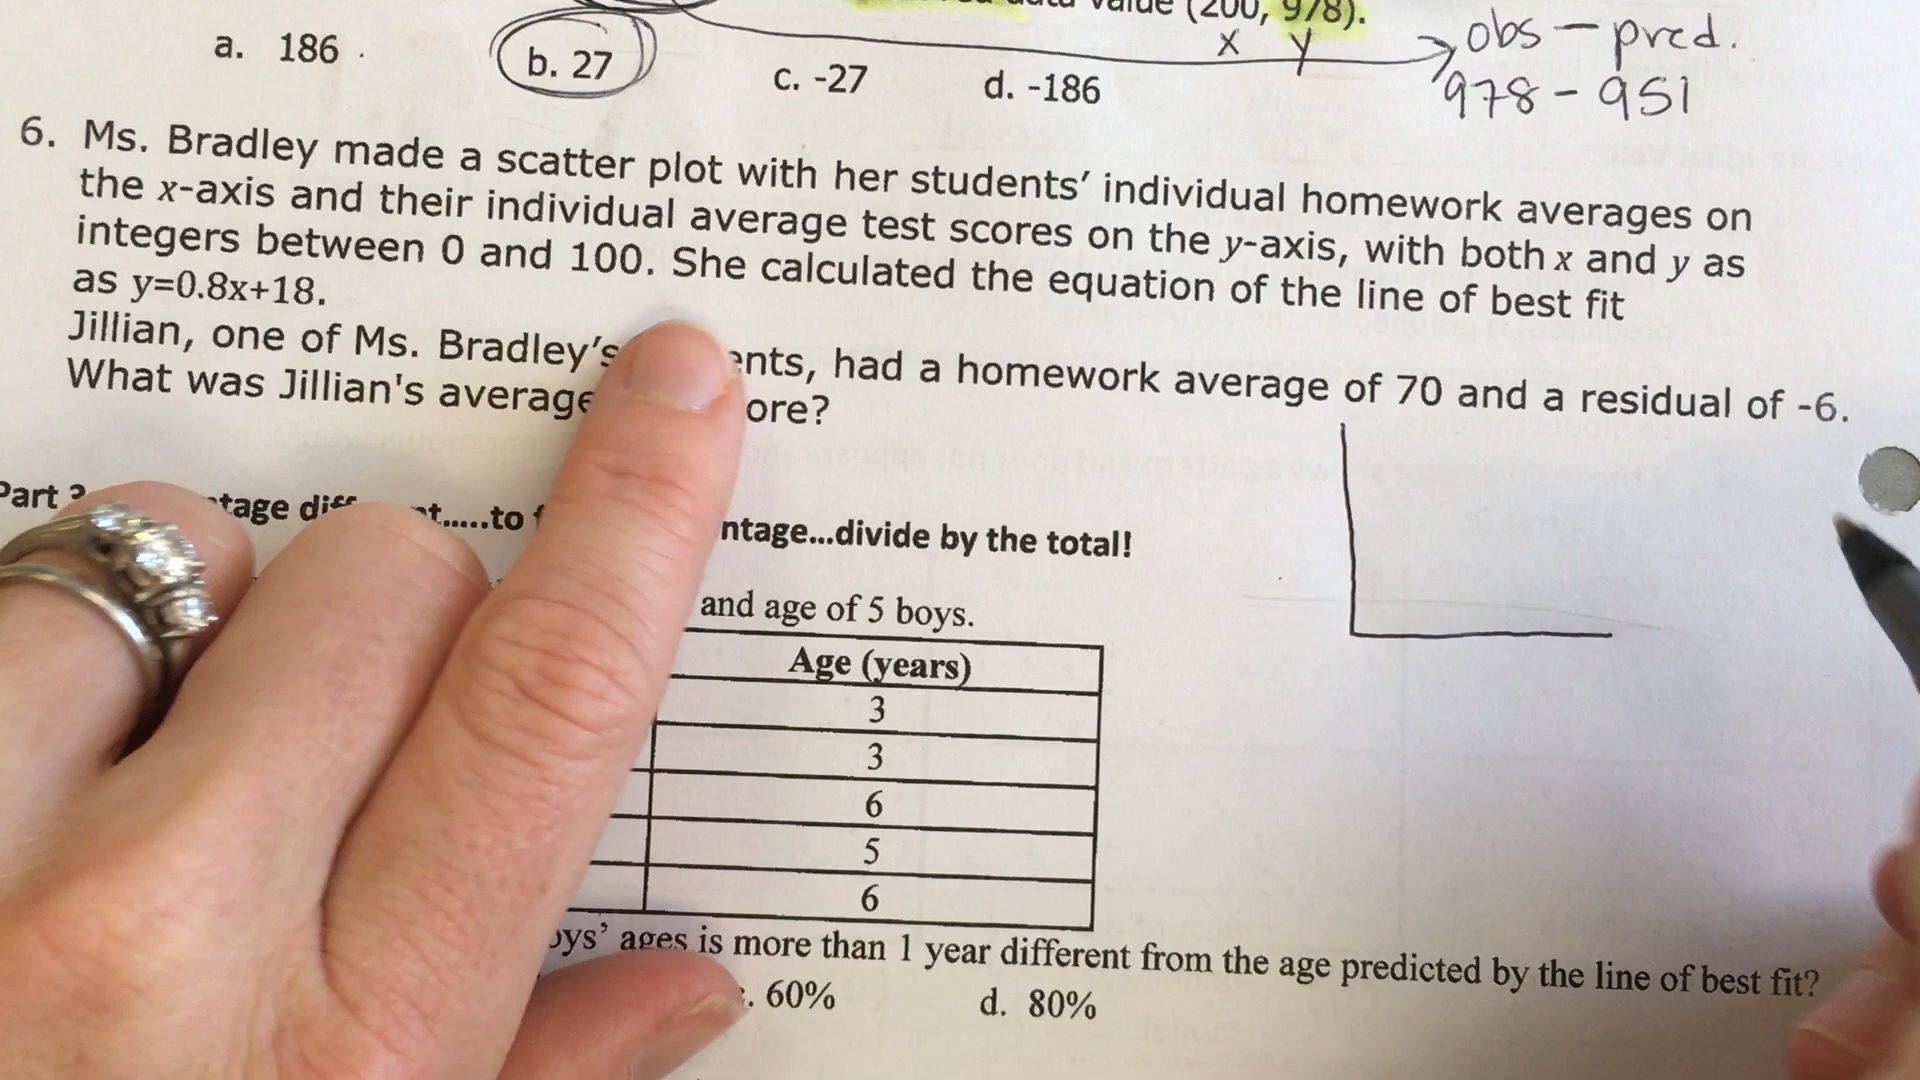 value (200, 978).
x y
obs - pred.
978 - 951
a. 186
b. 27
c. -27
d. -186
6. Ms. Bradley made a scatter plot with her students' individual homework averages on
the x-axis and their individual average test scores on the y-axis, with both x and y as
integers between 0 and 100. She calculated the equation of the line of best fit
as y=0.8x+18.
Jillian, one of Ms. Bradley's ents, had a homework average of 70 and a residual of -6.
What was Jillian's average ore?
Part tage t.....to ntage...divide by the total!
and age of 5 boys.
Age (years)
3
3
6
5
6
oys' ages is more than 1 year different from the age predicted by the line of best fit?
. 60%
d. 80%